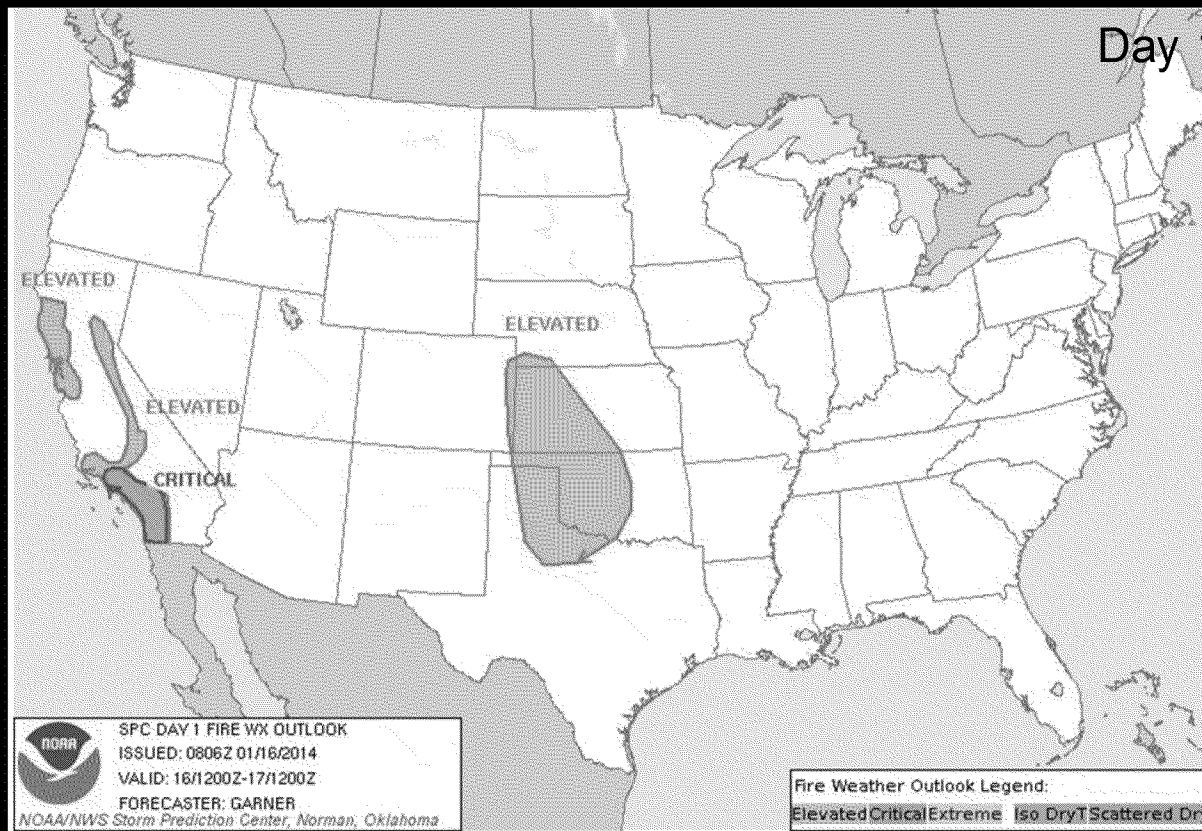 Day
ELEVATED
ELEVATED
ELEVATED
CRITICAL
NOAA
SPC DAY 1 FIRE WX OUTLOOK
ISSUED: 0806Z 01/16/2014
VALID: 16/1200Z-17/1200Z
FORECASTER: GARNER
NOAA/NWS Storm Prediction Center, Norman, Oklahoma
Fire Weather Outlook Legend:
Elevated Critical Extreme Iso DryT Scattered